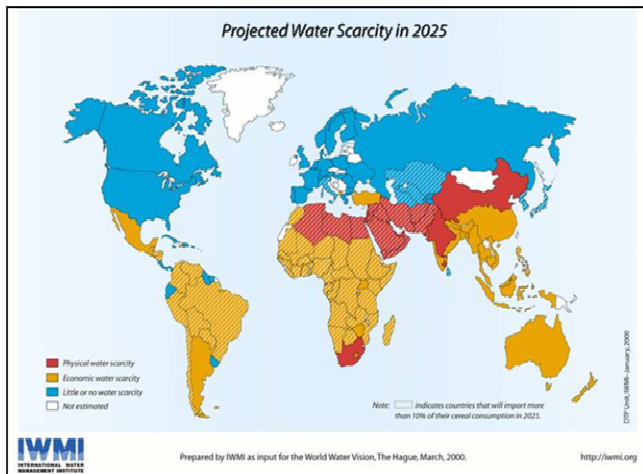 Projected Water Scarcity in 2025
Physical water scarcity
Economic water scarcity
Little or no water scarcity
Not estimated
Note: indicates countries that will import more
than 10% of their cereal consumption in 2025.
DTP Unit, IWMI-January, 2000
IWMI
INTERNATIONAL WATER
MANAGEMENT INSTITUTE
Prepared by IWMI as input for the World Water Vision, The Hague, March, 2000.
http://iwmi.org